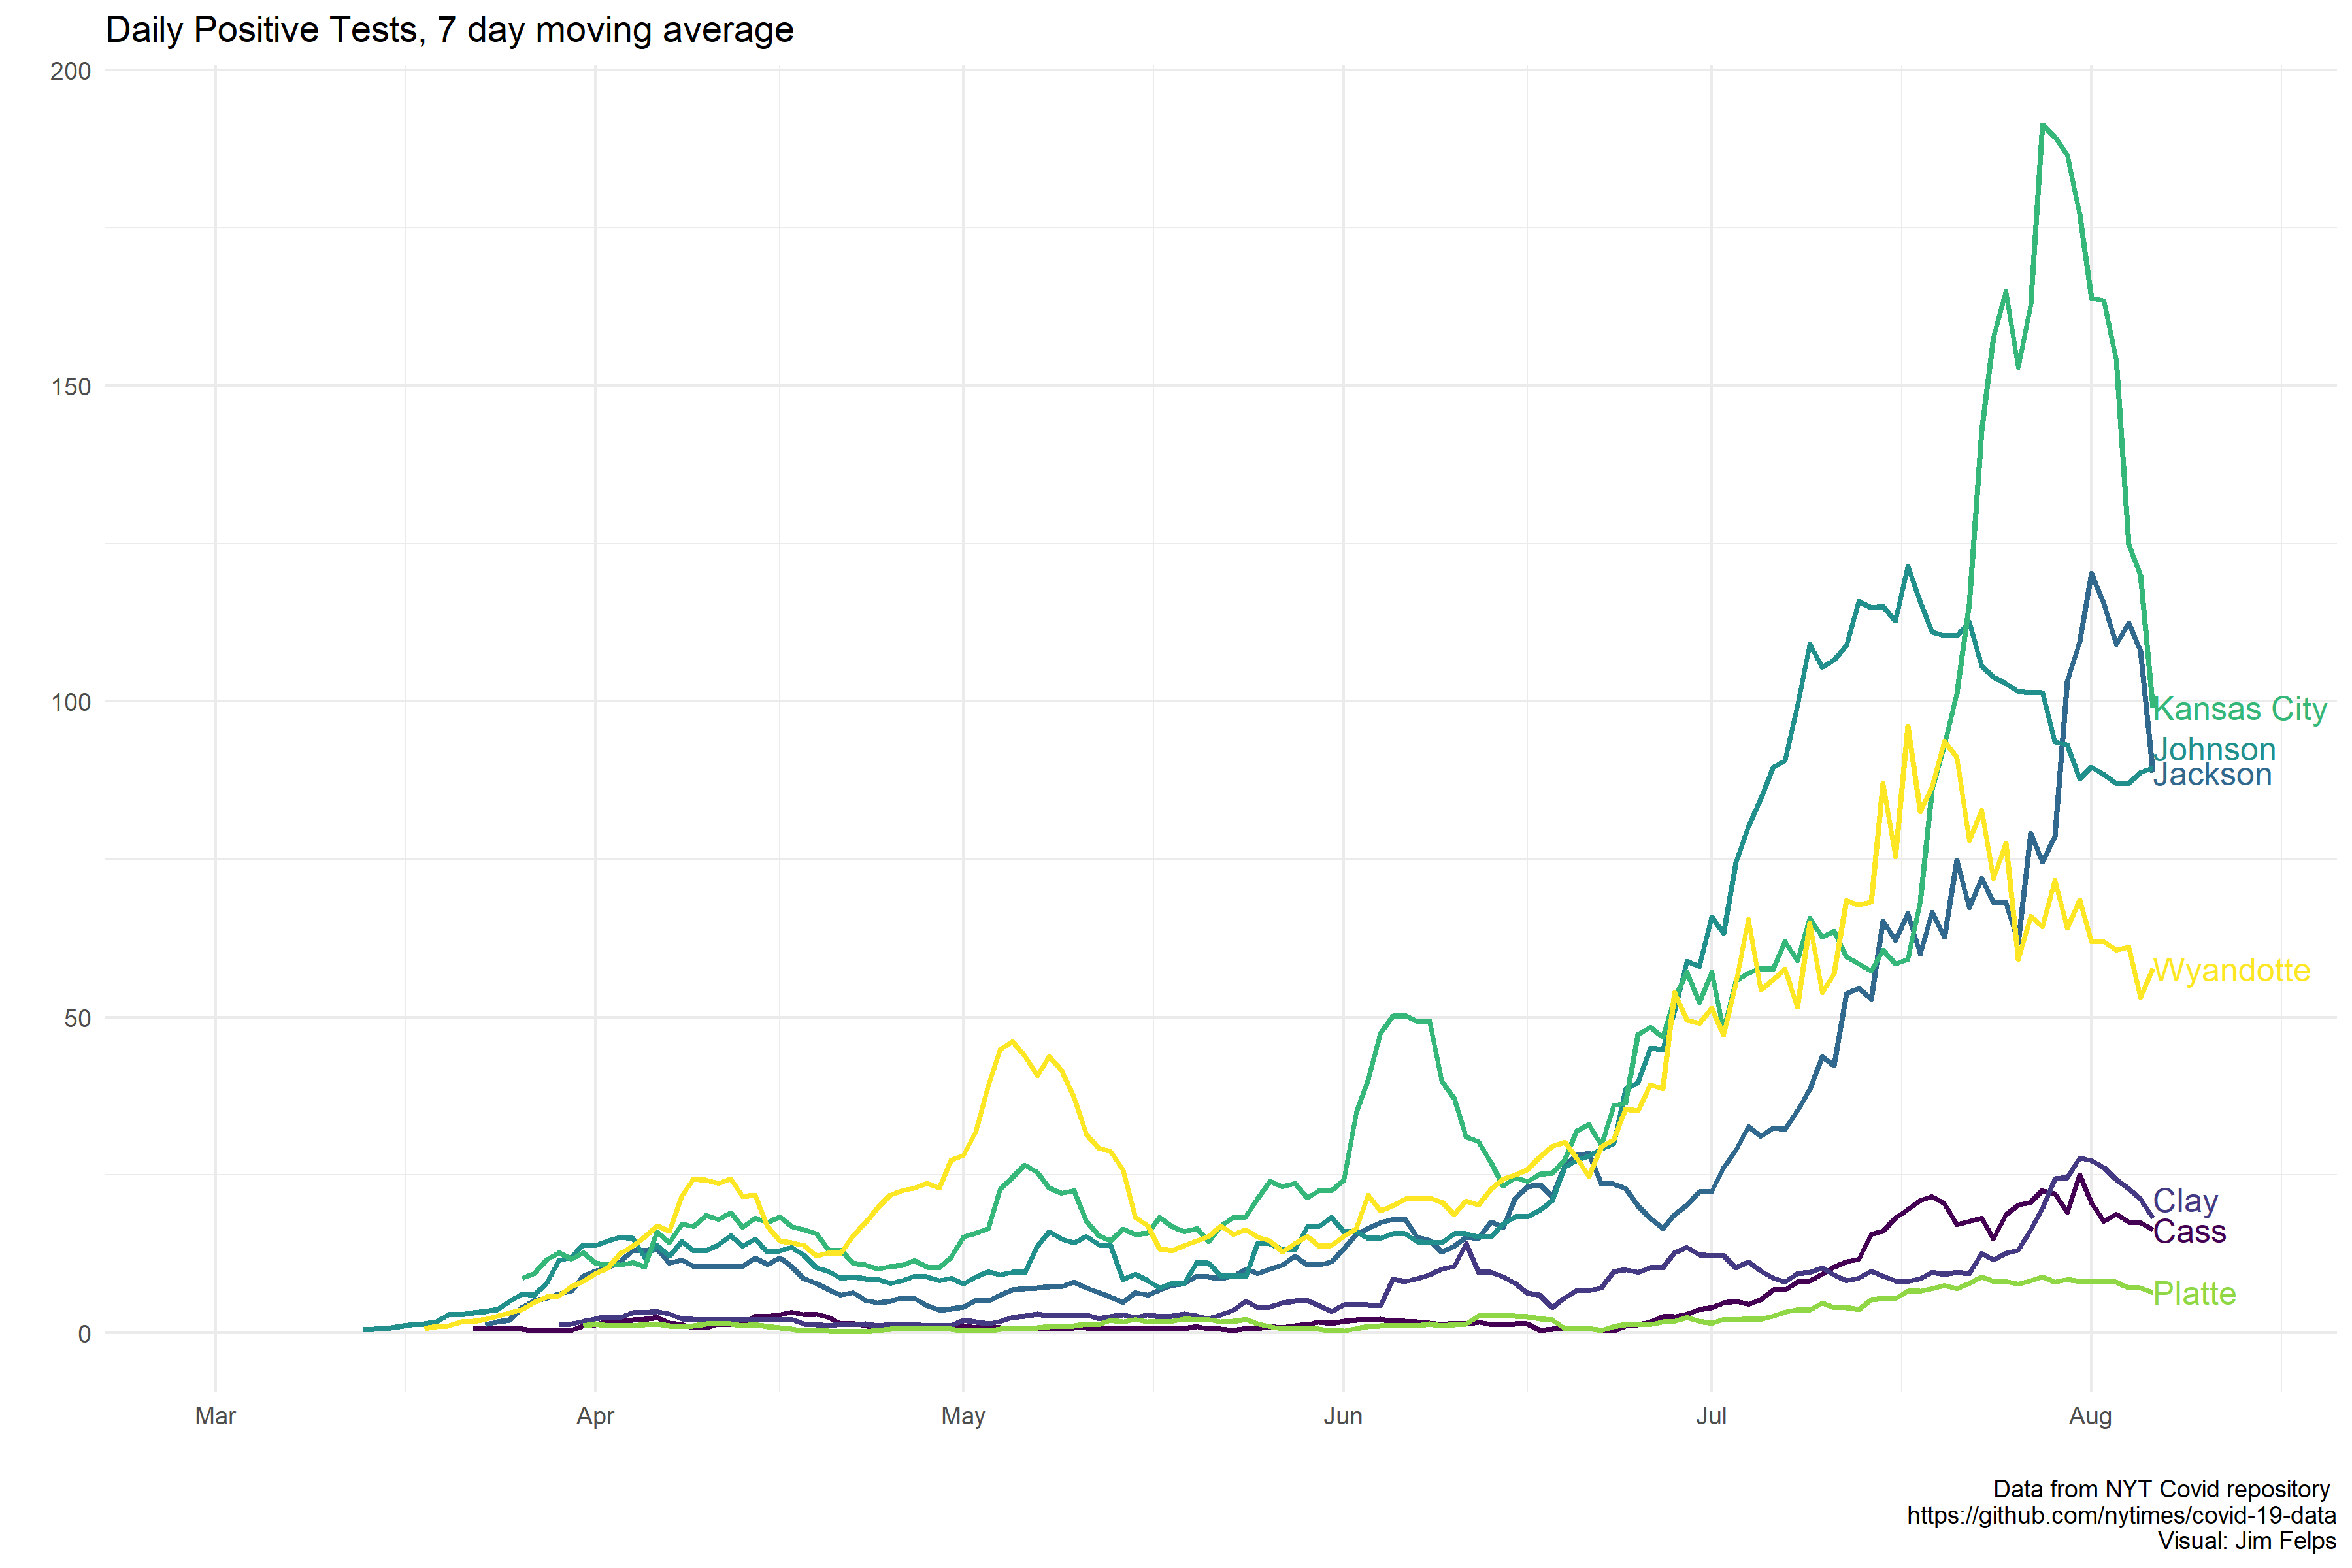 Daily Positive Tests, 7 day moving average
200
150
100
50
0
Kansas City
Johnson
Jackson
Wyandotte
Clay
Cass
Platte
Mar Apr May Jun Jul Aug
Data from NYT Covid repository
https://github.com/nytimes/covid-19-data
Visual: Jim Felps